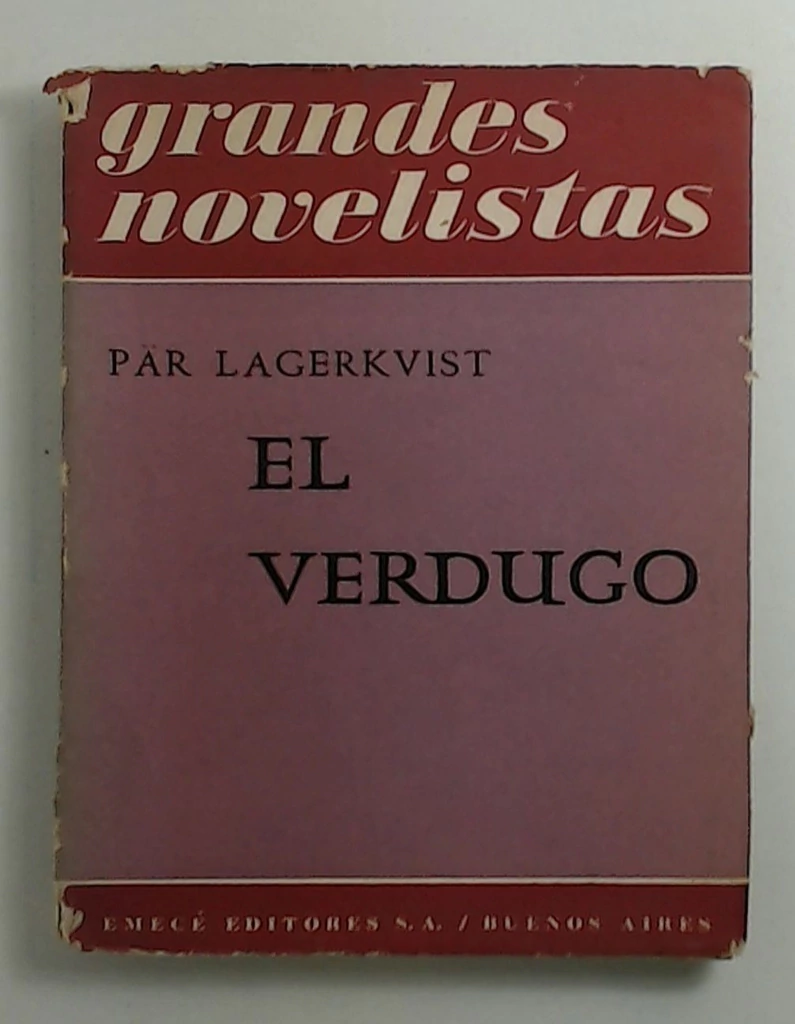 grandes
novelistas
PÄR LAGERKVIST
EL
VERDUGO
EMECÉ EDITORES S.A. / BUENOS AIRES